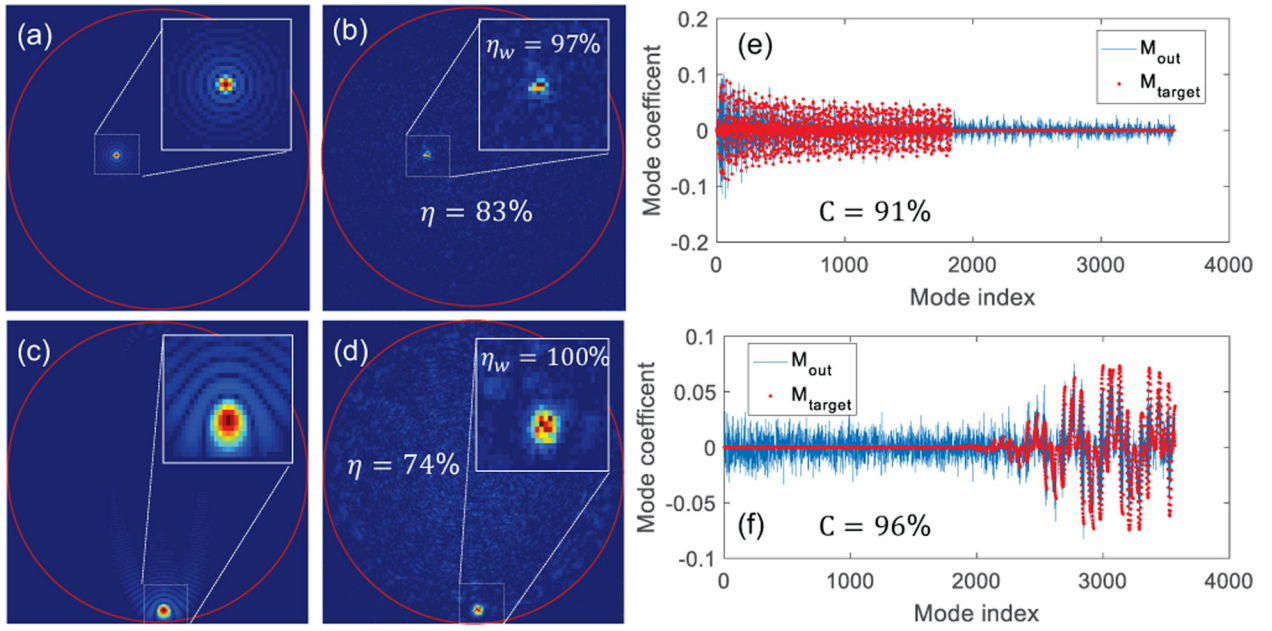 (a)
(b)
η_w = 97%
η = 83%
(c)
(d)
η_w = 100%
η = 74%
(e)
0.2
0.1
0
-0.1
-0.2
Mode coefficent
M_out
M_target
C = 91%
0 1000 2000 3000 4000
Mode index
(f)
0.1
0.05
0
-0.05
-0.1
Mode coefficent
M_out
M_target
C = 96%
0 1000 2000 3000 4000
Mode index